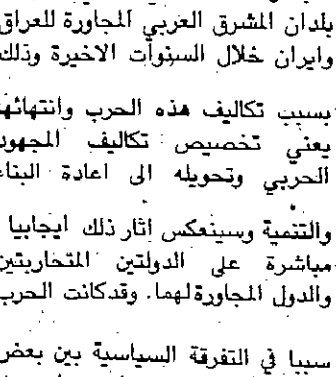 بلدان المشرق العربي المجاورة للعراق
وايران خلال السنوات الاخيرة وذلك
بسبب تكاليف هذه الحرب وانتهائها
يعني تخصيص تكاليف المجهود
الحربي وتحويله الى اعادة البناء
والتنمية وسينعكس اثار ذلك ايجابيا
مباشرة على الدولتين المتحاربتين
والدول المجاورة لهما. وقد كانت الحرب
سببا في التفرقة السياسية بين بعض